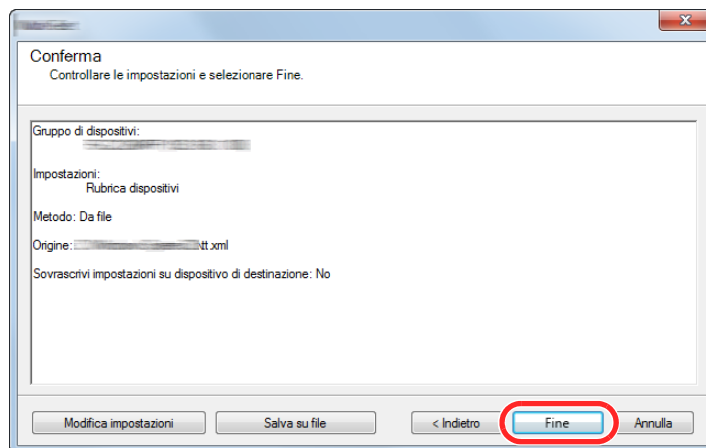 Conferma
Controllare le impostazioni e selezionare Fine.
Gruppo di dispositivi:
Impostazioni:
Rubrica dispositivi
Metodo: Da file
Origine: \tt.xml
Sovrascrivi impostazioni su dispositivo di destinazione: No
Modifica impostazioni
Salva su file
< Indietro
Fine
Annulla